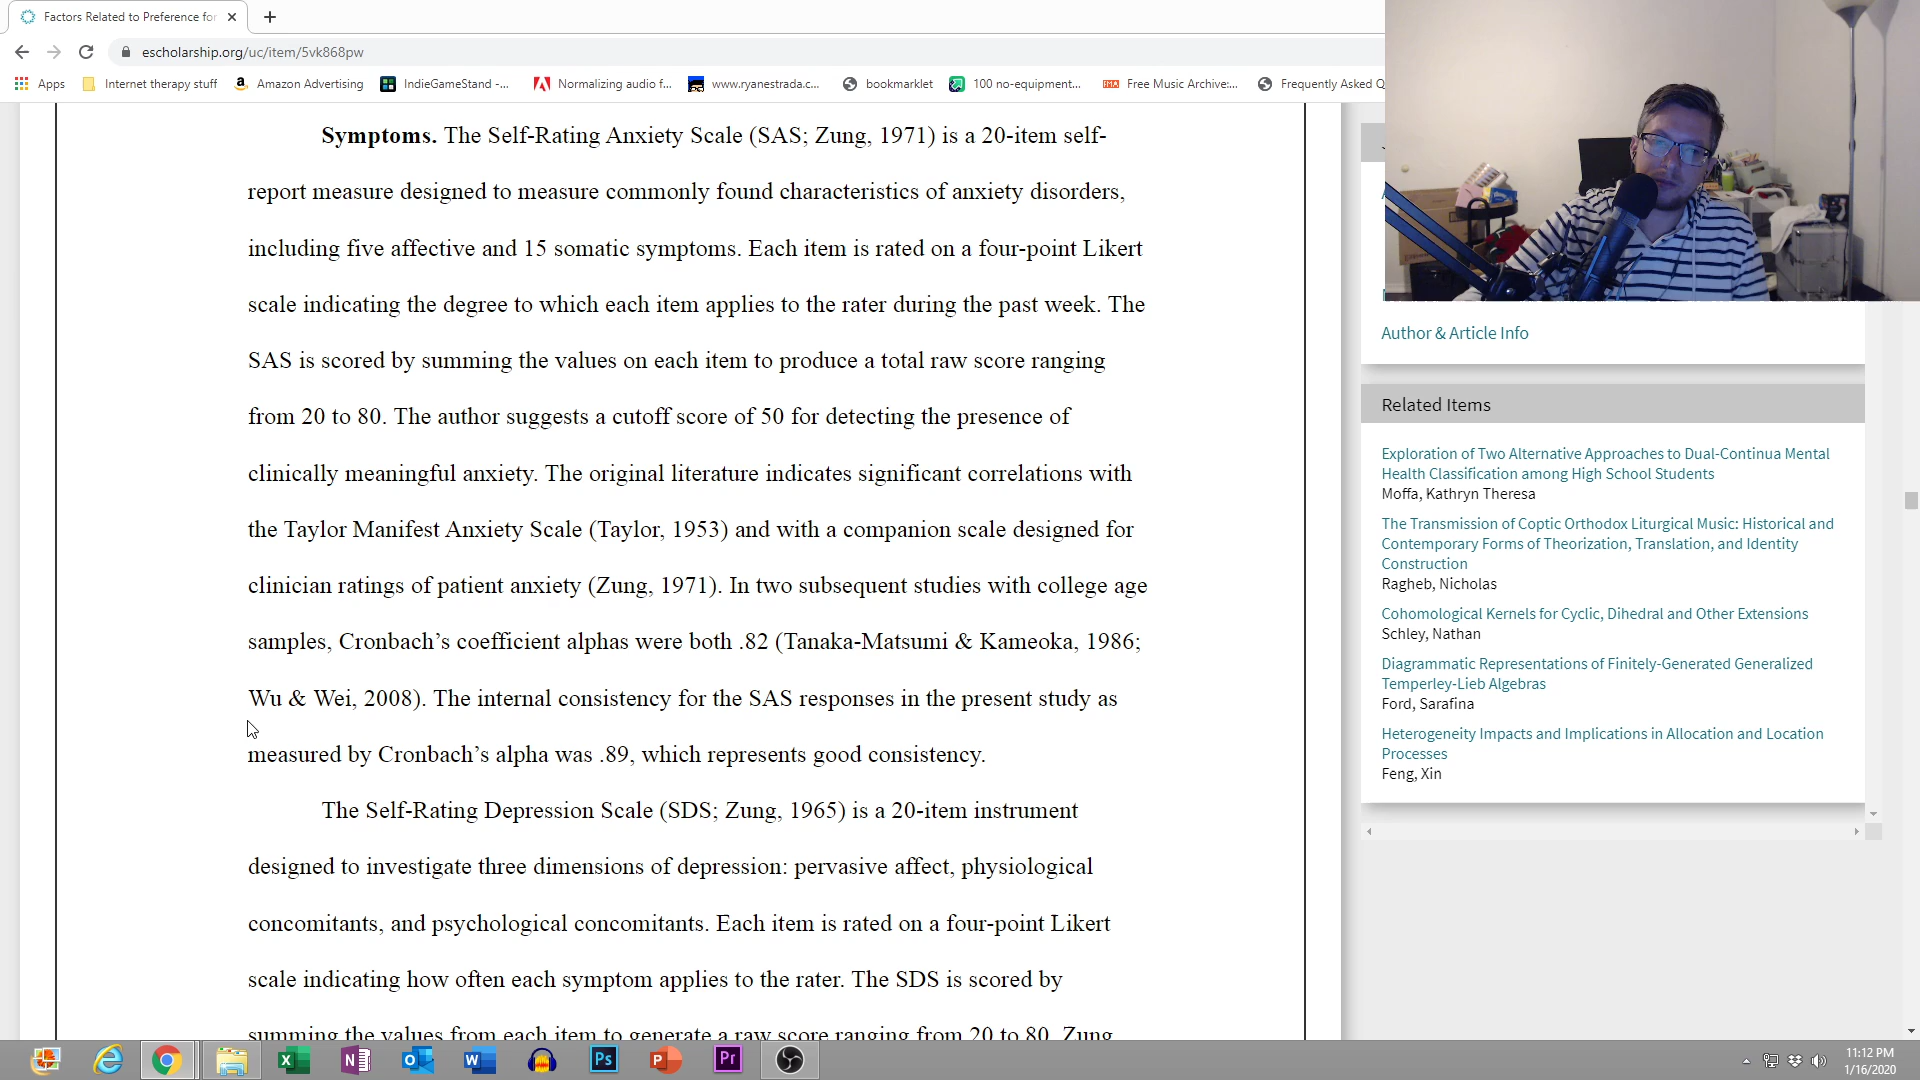 Factors Related to Preference for
escholarship.org/uc/item/5vk868pw
Apps
Internet therapy stuff
Amazon Advertising
IndieGameStand -...
Normalizing audio f...
www.ryanestrada.c...
bookmarklet
100 no-equipment...
Free Music Archive:...
Frequently Asked Q
Symptoms. The Self-Rating Anxiety Scale (SAS; Zung, 1971) is a 20-item self-
report measure designed to measure commonly found characteristics of anxiety disorders,
including five affective and 15 somatic symptoms. Each item is rated on a four-point Likert
scale indicating the degree to which each item applies to the rater during the past week. The
SAS is scored by summing the values on each item to produce a total raw score ranging
from 20 to 80. The author suggests a cutoff score of 50 for detecting the presence of
clinically meaningful anxiety. The original literature indicates significant correlations with
the Taylor Manifest Anxiety Scale (Taylor, 1953) and with a companion scale designed for
clinician ratings of patient anxiety (Zung, 1971). In two subsequent studies with college age
samples, Cronbach’s coefficient alphas were both .82 (Tanaka-Matsumi & Kameoka, 1986;
Wu & Wei, 2008). The internal consistency for the SAS responses in the present study as
measured by Cronbach’s alpha was .89, which represents good consistency.
The Self-Rating Depression Scale (SDS; Zung, 1965) is a 20-item instrument
designed to investigate three dimensions of depression: pervasive affect, physiological
concomitants, and psychological concomitants. Each item is rated on a four-point Likert
scale indicating how often each symptom applies to the rater. The SDS is scored by
summing the values from each item to generate a raw score ranging from 20 to 80. Zung
Author & Article Info
Related Items
Exploration of Two Alternative Approaches to Dual-Continua Mental
Health Classification among High School Students
Moffa, Kathryn Theresa
The Transmission of Coptic Orthodox Liturgical Music: Historical and
Contemporary Forms of Theorization, Translation, and Identity
Construction
Ragheb, Nicholas
Cohomological Kernels for Cyclic, Dihedral and Other Extensions
Schley, Nathan
Diagrammatic Representations of Finitely-Generated Generalized
Temperley-Lieb Algebras
Ford, Sarafina
Heterogeneity Impacts and Implications in Allocation and Location
Processes
Feng, Xin
11:12 PM
1/16/2020